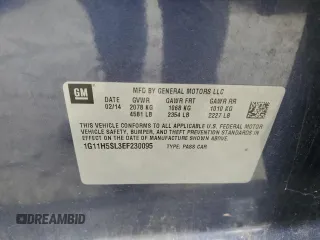 GM
MFG BY GENERAL MOTORS LLC
DATE GVWR GAWR FRT GAWR RR
02/14 2078 KG 1068 KG 1010 KG
4581 LB 2354 LB 2227 LB
THIS VEHICLE CONFORMS TO ALL APPLICABLE U.S.
FEDERAL MOTOR VEHICLE SAFETY, BUMPER, AND THEFT
PREVENTION STANDARDS IN EFFECT ON THE DATE
OF MANUFACTURE SHOWN ABOVE.
1G11H5SL3EF230095 TYPE: PASS CAR
DREAMBID